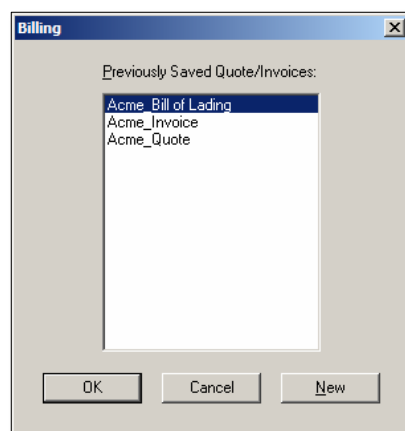 Billing
Previously Saved Quote/Invoices:
Acme_Bill of Lading
Acme_Invoice
Acme_Quote
OK Cancel New